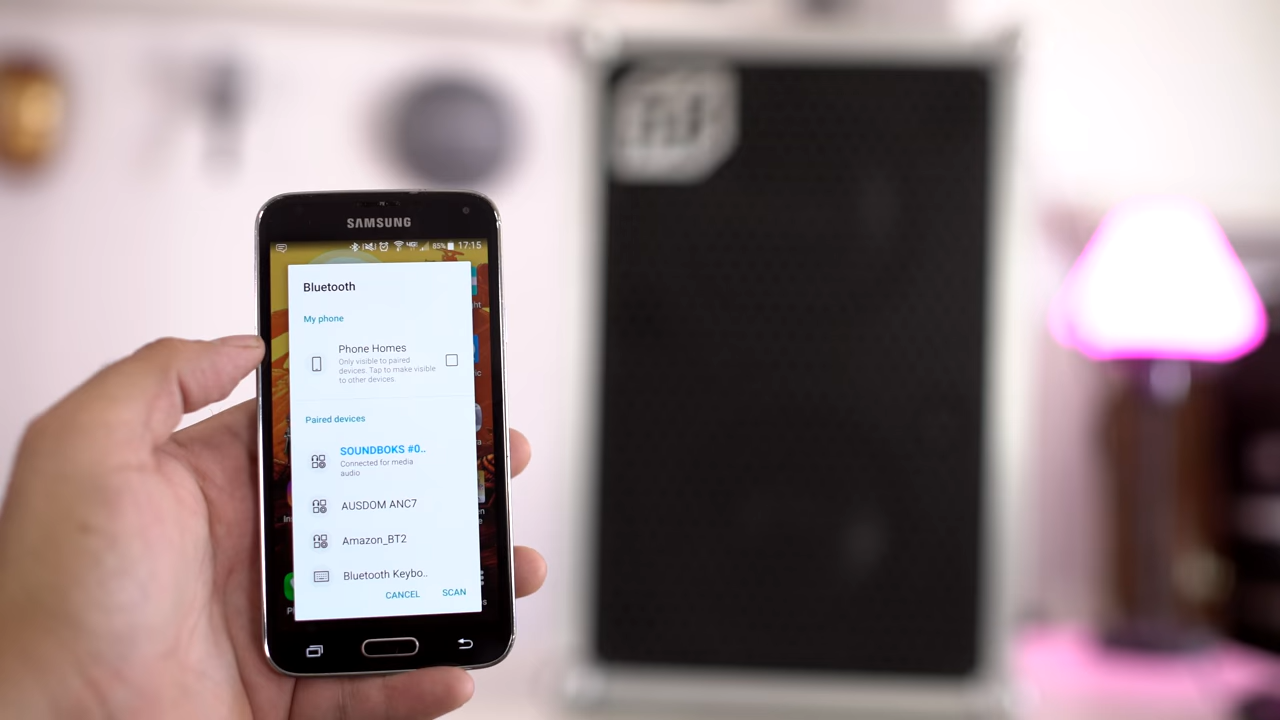 SAMSUNG
85% 17:15
Bluetooth
My phone
Phone Homes
Only visible to paired
devices. Tap to make visible
to other devices.
Paired devices
SOUNDBOKS #0..
Connected for media
audio
AUSDOM ANC7
Amazon_BT2
Bluetooth Keybo..
CANCEL SCAN